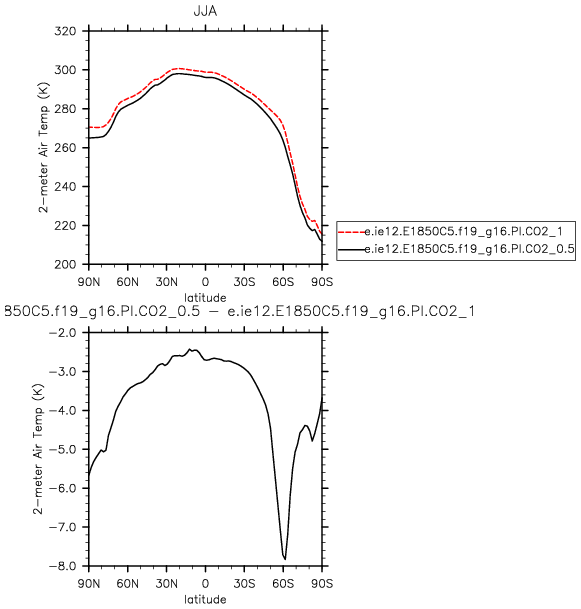 JJA
320
300
280
260
240
220
200
2-meter Air Temp (K)
90N 60N 30N 0 30S 60S 90S
latitude
e.ie12.E1850C5.f19_g16.PI.CO2_1
e.ie12.E1850C5.f19_g16.PI.CO2_0.5
850C5.f19_g16.PI.CO2_0.5 − e.ie12.E1850C5.f19_g16.PI.CO2_1
−2.0
−3.0
−4.0
−5.0
−6.0
−7.0
−8.0
2-meter Air Temp (K)
90N 60N 30N 0 30S 60S 90S
latitude